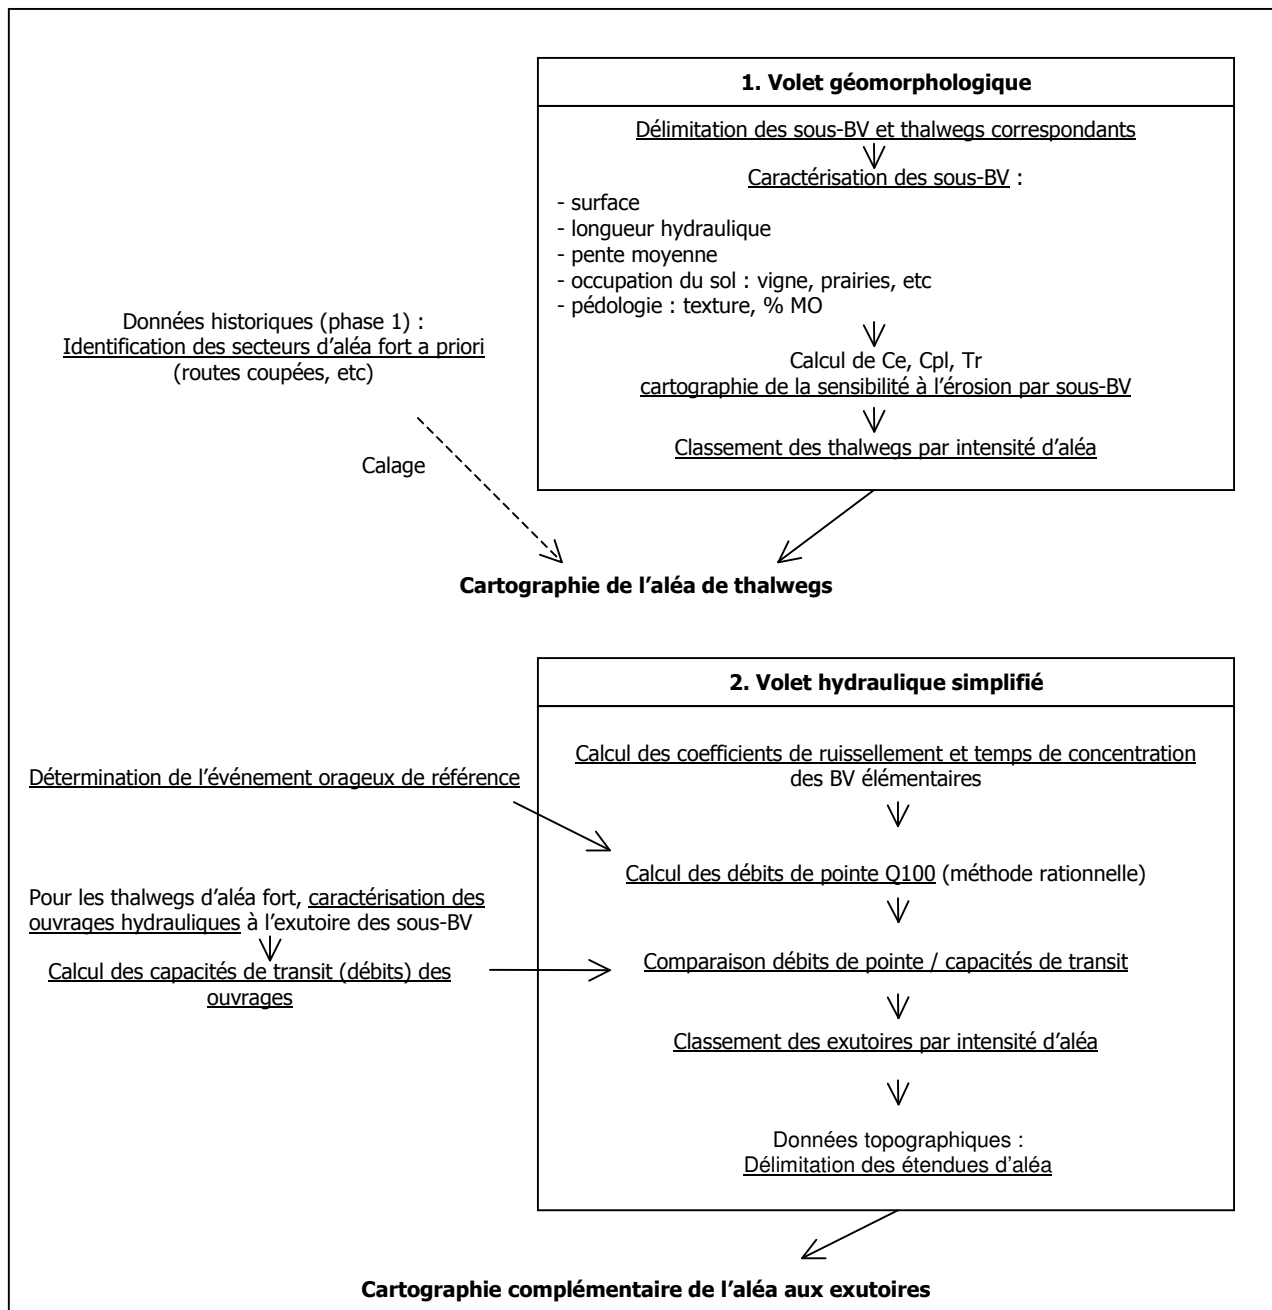 1. Volet géomorphologique
Délimitation des sous-BV et thalwegs correspondants
Caractérisation des sous-BV :
- surface
- longueur hydraulique
- pente moyenne
- occupation du sol : vigne, prairies, etc
- pédologie : texture, % MO
Calcul de Ce, Cpl, Tr
cartographie de la sensibilité à l’érosion par sous-BV
Classement des thalwegs par intensité d’aléa
Données historiques (phase 1) :
Identification des secteurs d’aléa fort a priori
(routes coupées, etc)
Calage
Cartographie de l’aléa de thalwegs
2. Volet hydraulique simplifié
Calcul des coefficients de ruissellement et temps de concentration
des BV élémentaires
Détermination de l’événement orageux de référence
Calcul des débits de pointe Q100 (méthode rationnelle)
Pour les thalwegs d’aléa fort, caractérisation des
ouvrages hydrauliques à l’exutoire des sous-BV
Calcul des capacités de transit (débits) des
ouvrages
Comparaison débits de pointe / capacités de transit
Classement des exutoires par intensité d’aléa
Données topographiques :
Délimitation des étendues d’aléa
Cartographie complémentaire de l’aléa aux exutoires